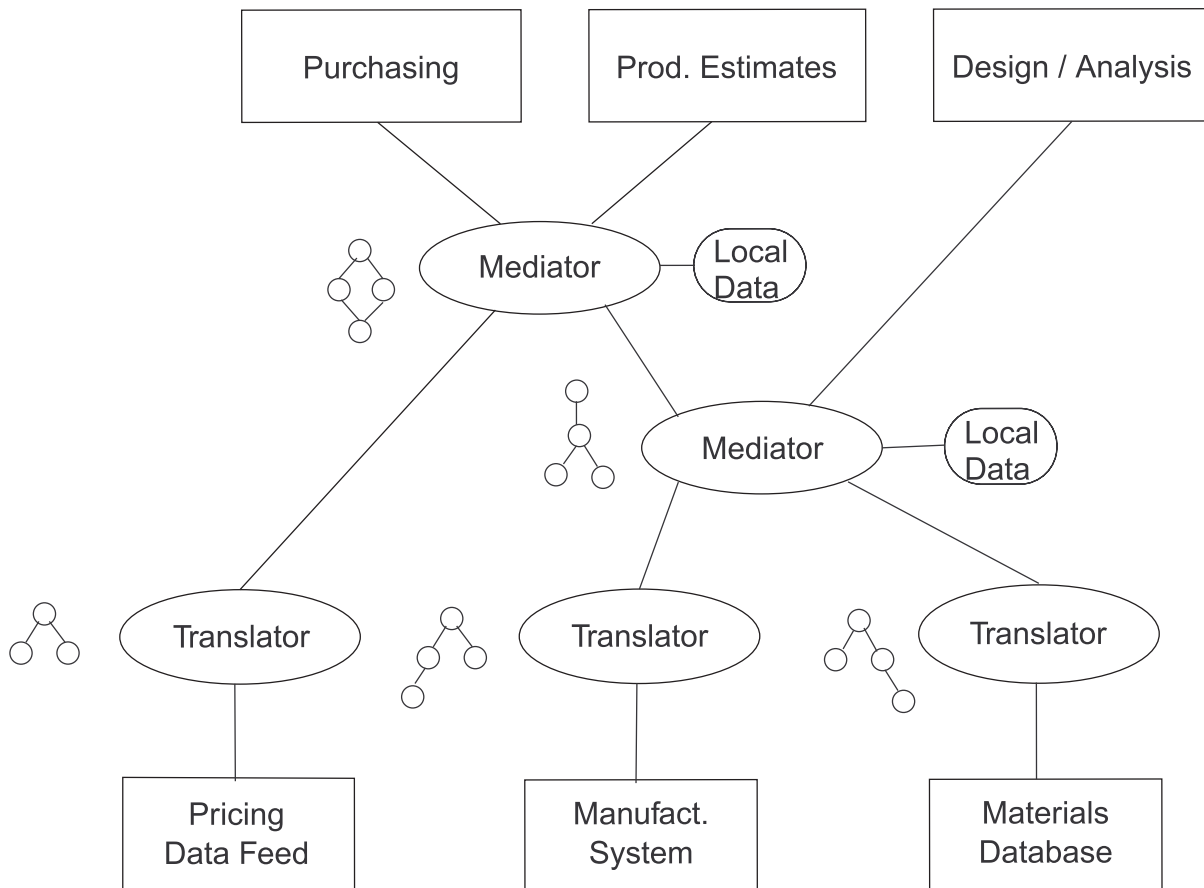 Purchasing
Prod. Estimates
Design / Analysis
Mediator
Local
Data
Mediator
Local
Data
Translator
Translator
Translator
Pricing
Data Feed
Manufact.
System
Materials
Database